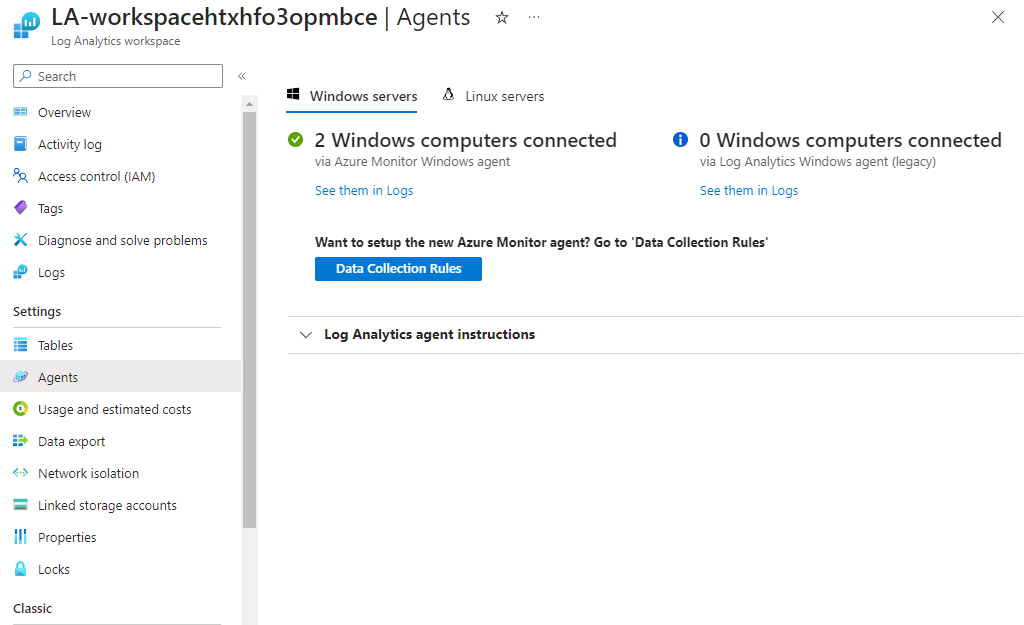 LA-workspacehtxhfo3opmbce | Agents
Log Analytics workspace
Search
Overview
Activity log
Access control (IAM)
Tags
Diagnose and solve problems
Logs
Settings
Tables
Agents
Usage and estimated costs
Data export
Network isolation
Linked storage accounts
Properties
Locks
Classic
Windows servers
Linux servers
2 Windows computers connected
via Azure Monitor Windows agent
See them in Logs
0 Windows computers connected
via Log Analytics Windows agent (legacy)
See them in Logs
Want to setup the new Azure Monitor agent? Go to 'Data Collection Rules'
Data Collection Rules
Log Analytics agent instructions